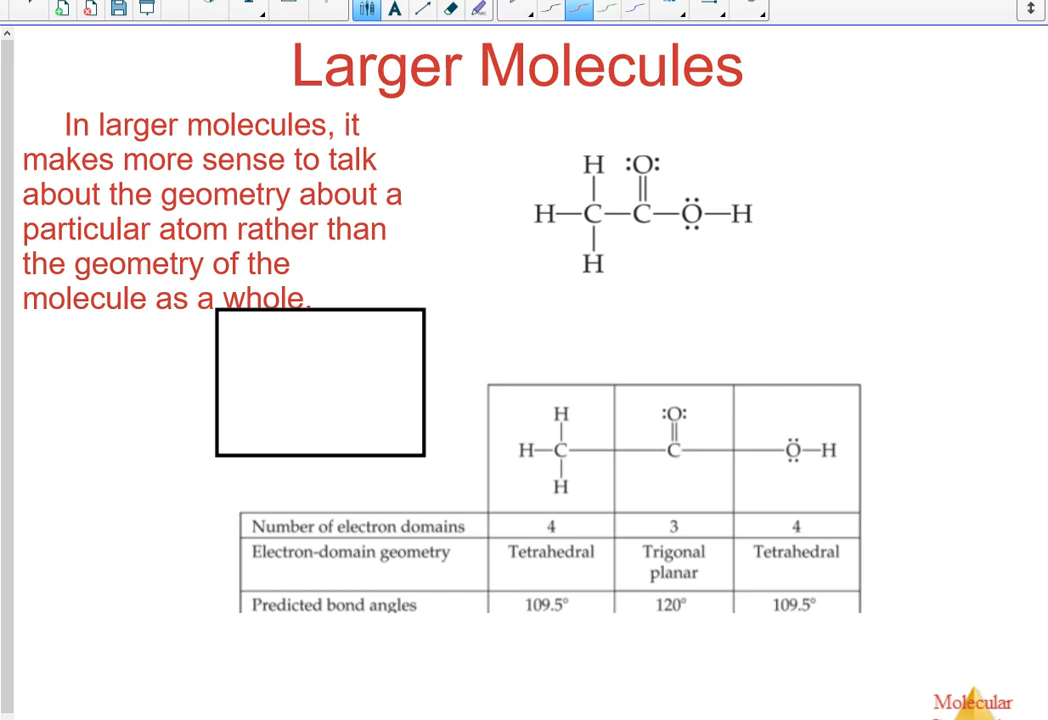 Larger Molecules
In larger molecules, it
makes more sense to talk
about the geometry about a
particular atom rather than
the geometry of the
molecule as a whole.
H :O:
H—C—C—Ö—H
H
H :O:
H—C— —C— —Ö—H
H
Number of electron domains 4 3 4
Electron-domain geometry Tetrahedral Trigonal Tetrahedral
planar
Predicted bond angles 109.5° 120° 109.5°
Molecular